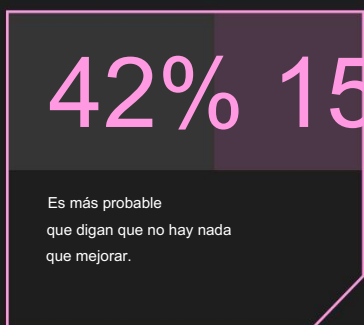 42% 15
Es más probable
que digan que no hay nada
que mejorar.